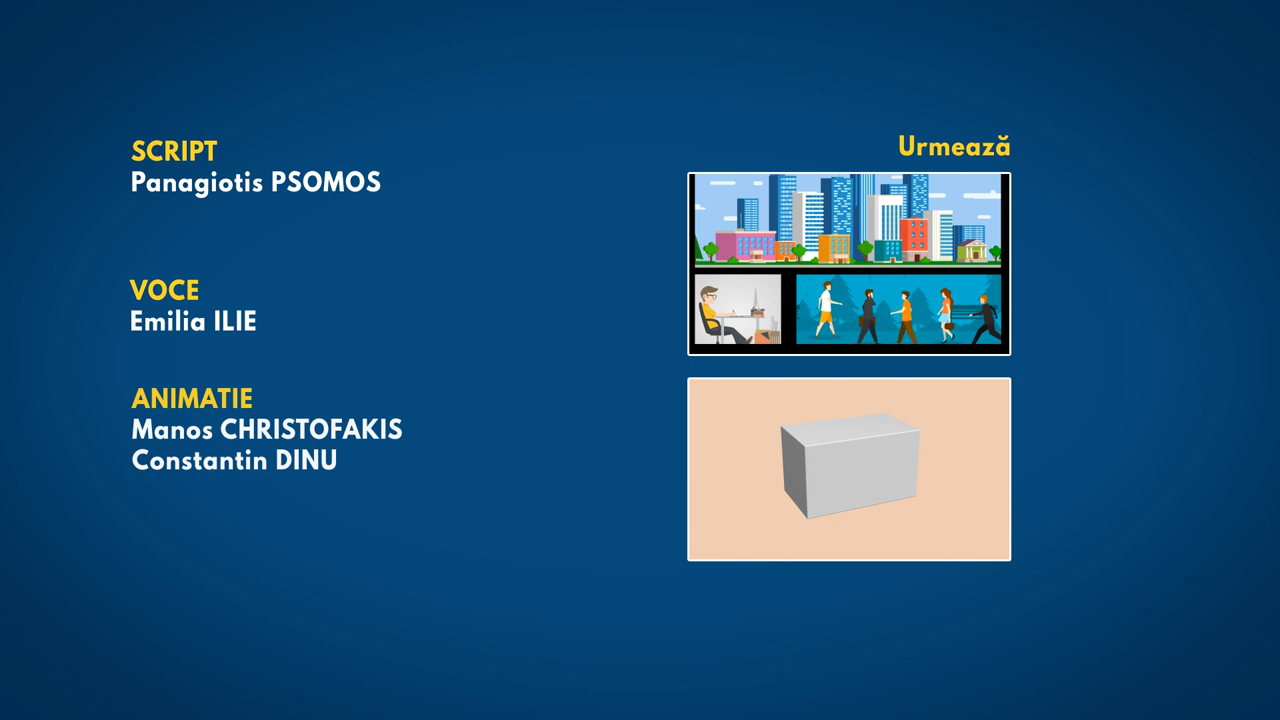 SCRIPT
Panagiotis PSOMOS
VOCE
Emilia ILIE
ANIMATIE
Manos CHRISTOFAKIS
Constantin DINU
Urmează